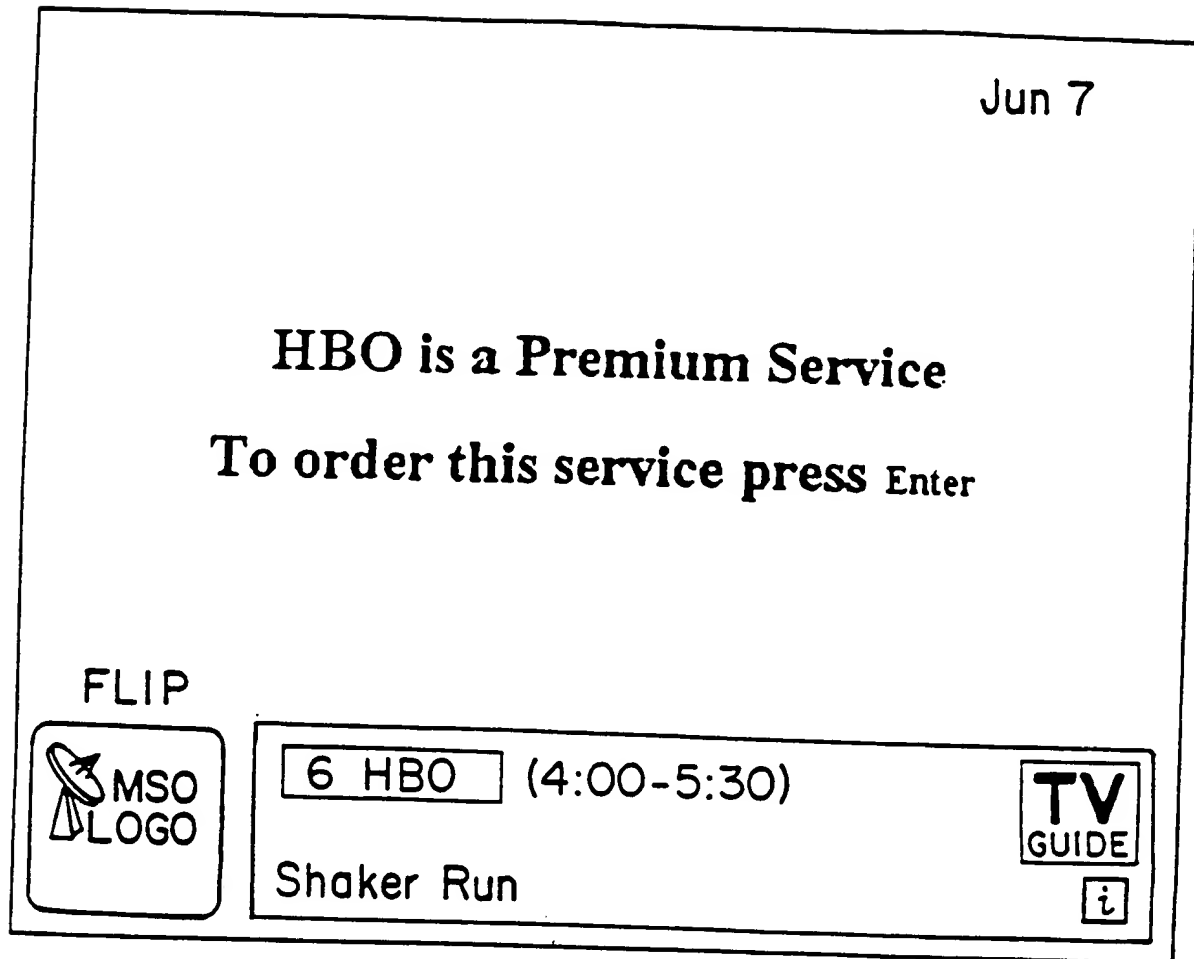 Jun 7
HBO is a Premium Service
To order this service press Enter
FLIP
MSO
LOGO
6 HBO (4:00-5:30)
Shaker Run
TV
GUIDE
i